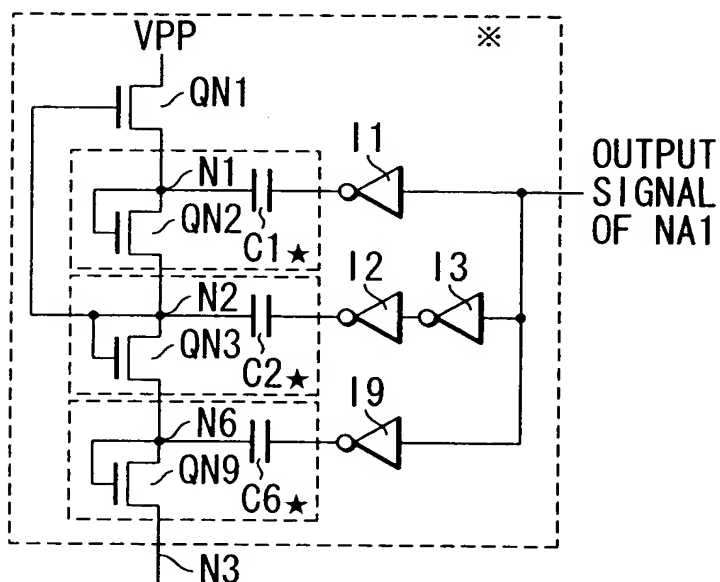 VPP
※
QN1
I1
OUTPUT
SIGNAL
OF NA1
N1
QN2
C1★
I2
I3
N2
QN3
C2★
I9
N6
QN9
C6★
N3